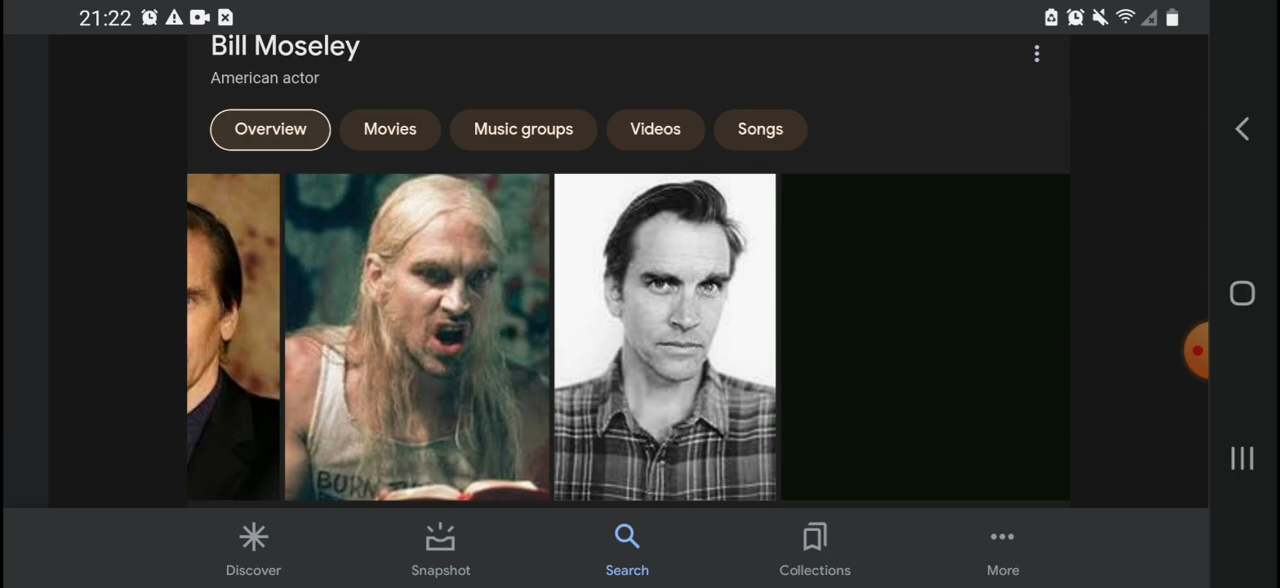 21:22
Bill Moseley
American actor
Overview Movies Music groups Videos Songs
BURN
Discover Snapshot Search Collections More